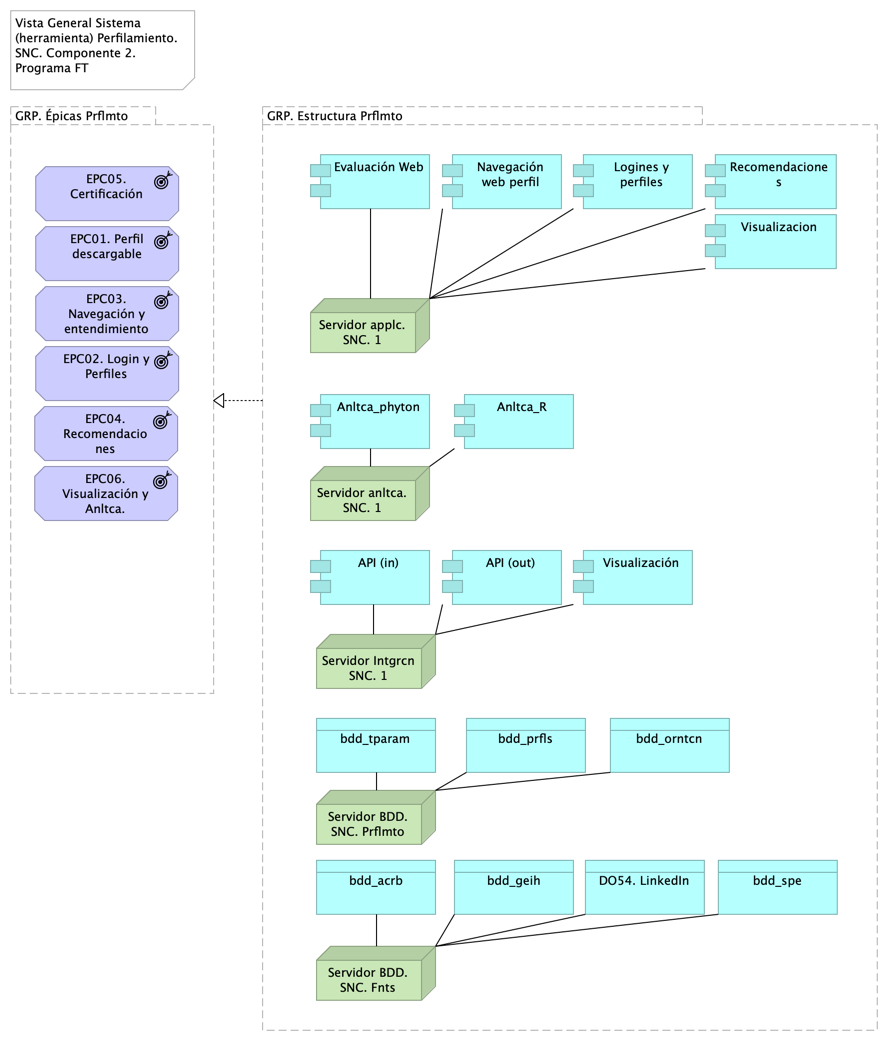 Vista General Sistema
(herramienta) Perfilamiento.
SNC. Componente 2.
Programa FT
GRP. Épicas Prflmto
EPC05.
Certificación
EPC01. Perfil
descargable
EPC03.
Navegación y
entendimiento
EPC02. Login y
Perfiles
EPC04.
Recomendacio
nes
EPC06.
Visualización y
Anltca.
GRP. Estructura Prflmto
Evaluación Web
Navegación
web perfil
Logines y
perfiles
Recomendacione
s
Visualizacion
Servidor applc.
SNC. 1
Anltca_phyton
Anltca_R
Servidor anltca.
SNC. 1
API (in)
API (out)
Visualización
Servidor Intgrcn
SNC. 1
bdd_tparam
bdd_prfls
bdd_orntcn
Servidor BDD.
SNC. Prflmto
bdd_acrb
bdd_geih
DO54. LinkedIn
bdd_spe
Servidor BDD.
SNC. Fnts